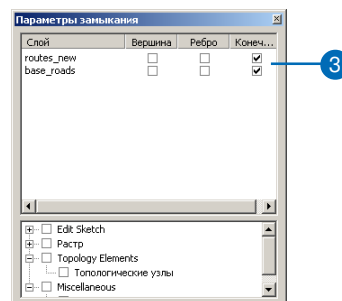 Параметры замыкания
Слой Вершина Ребро Конеч...
routes_new
base_roads
3
Edit Sketch
Растр
Topology Elements
Топологические узлы
Miscellaneous